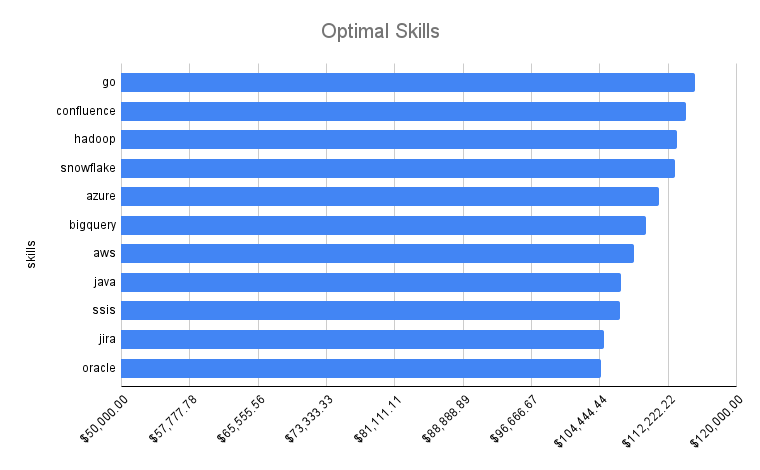 Optimal Skills
go
confluence
hadoop
snowflake
azure
bigquery
aws
java
ssis
jira
oracle
skills
$50,000.00
$57,777.78
$65,555.56
$73,333.33
$81,111.11
$88,888.89
$96,666.67
$104,444.44
$112,222.22
$120,000.00